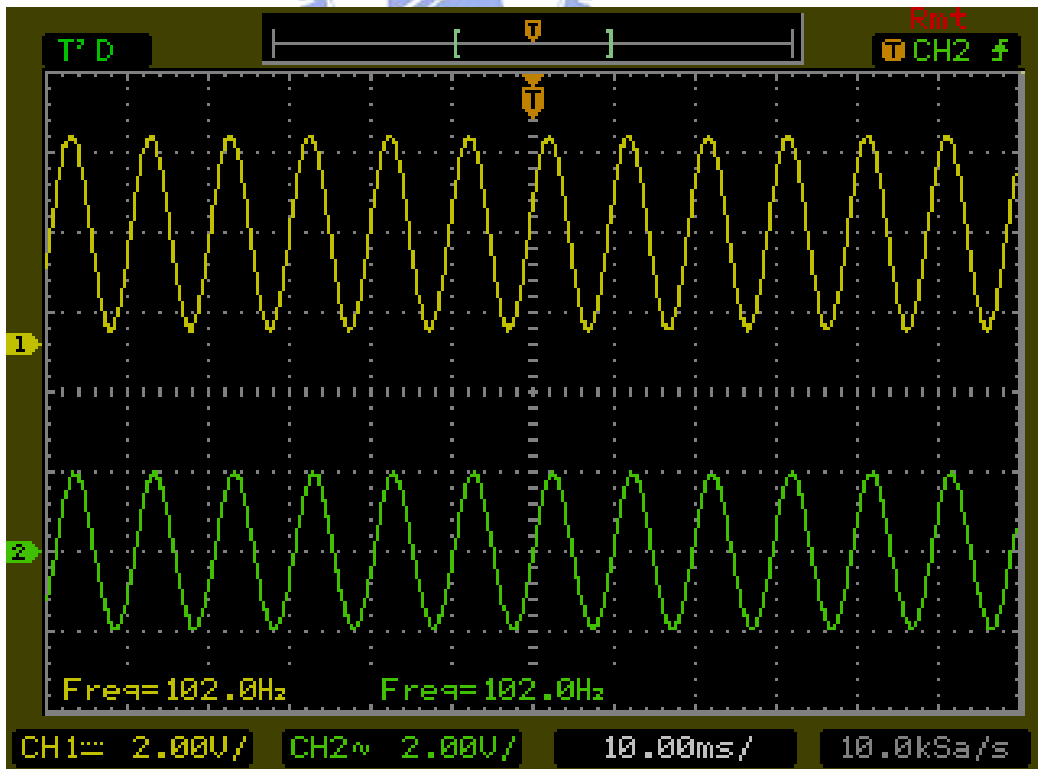 Rmt
T
T' D
T CH2
T
1
2
Freq=102.0Hz Freq=102.0Hz
CH1 2.00V/ CH2~ 2.00V/ 10.00ms/ 10.0kSa/s